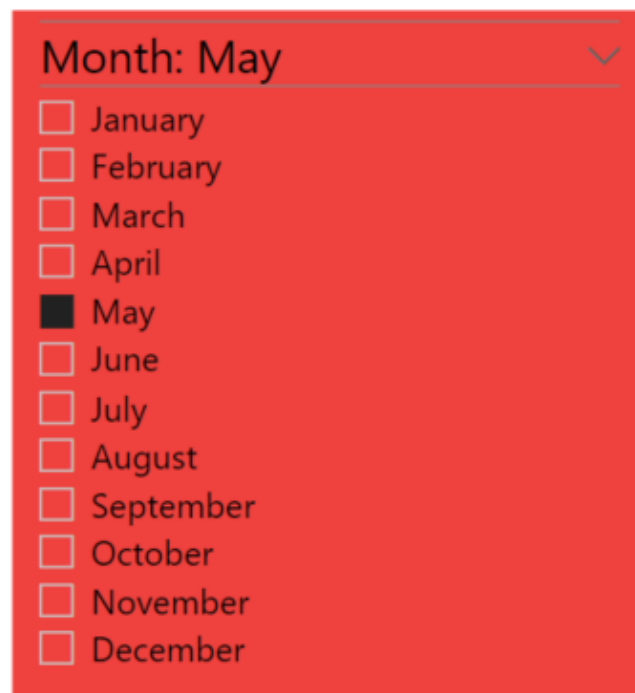 Month: May
January
February
March
April
May
June
July
August
September
October
November
December